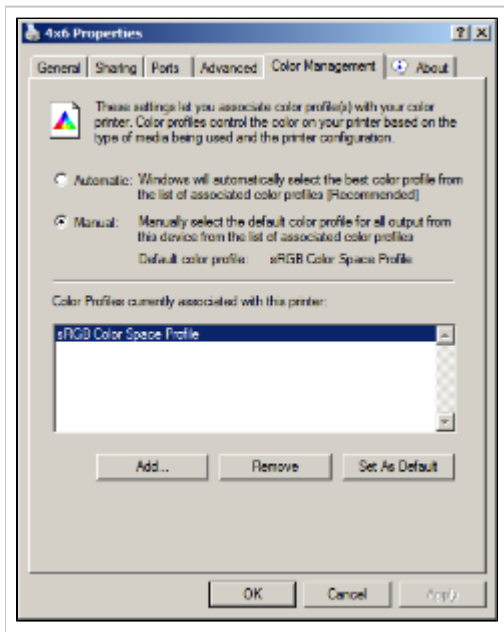 4x6 Properties
General Sharing Ports Advanced Color Management About
These settings let you associate color profile(s) with your color
printer. Color profiles control the color on your printer based on the
type of media being used and the printer configuration.
Automatic: Windows will automatically select the best color profile from
the list of associated color profiles [Recommended]
Manual: Manually select the default color profile for all output from
this device from the list of associated color profiles
Default color profile: sRGB Color Space Profile
Color Profiles currently associated with this printer:
sRGB Color Space Profile
Add... Remove Set As Default
OK Cancel Apply